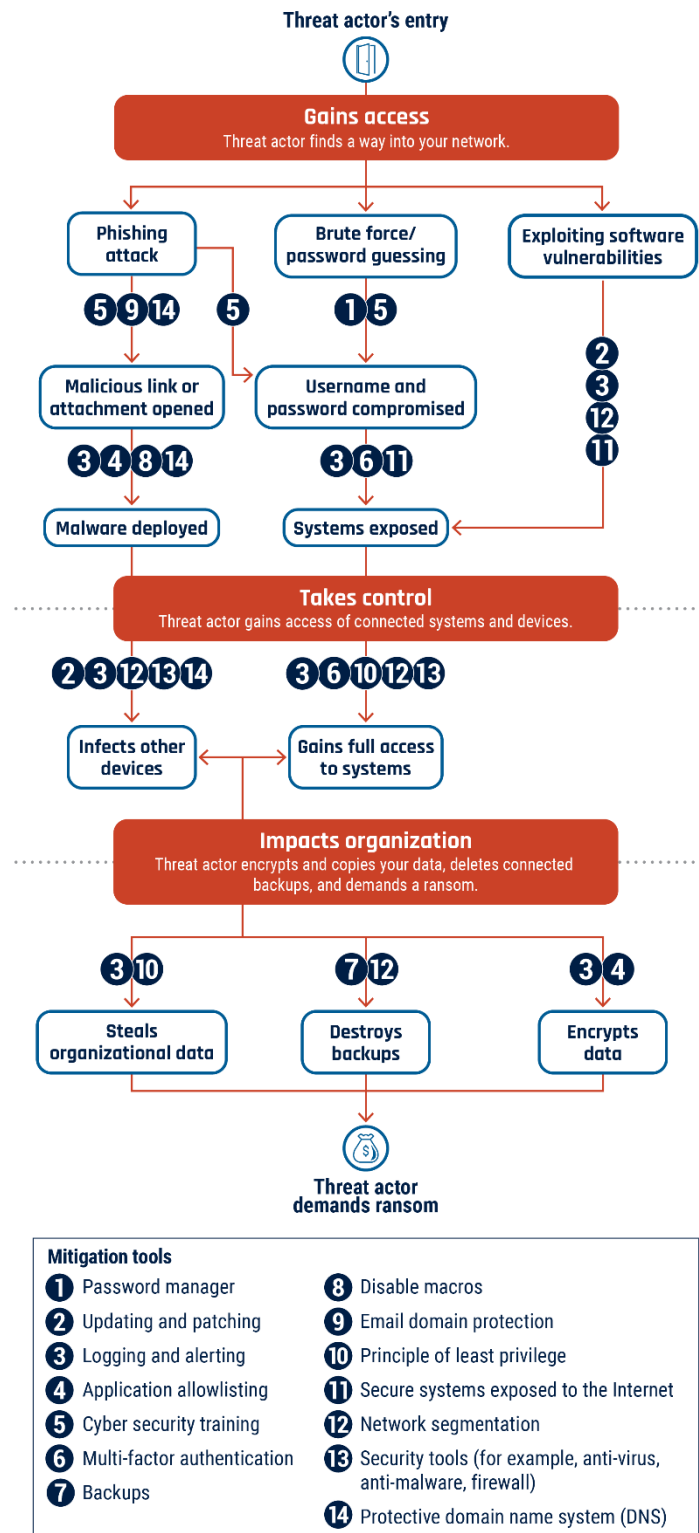 Threat actor's entry
Gains access
Threat actor finds a way into your network.
Phishing
attack
Brute force/
password guessing
Exploiting software
vulnerabilities
5 9 14
5
1 5
2
3
12
11
Malicious link or
attachment opened
Username and
password compromised
3 4 8 14
3 6 11
Malware deployed
Systems exposed
Takes control
Threat actor gains access of connected systems and devices.
2 3 12 13 14
3 6 10 12 13
Infects other
devices
Gains full access
to systems
Impacts organization
Threat actor encrypts and copies your data, deletes connected
backups, and demands a ransom.
3 10
7 12
3 4
Steals
organizational data
Destroys
backups
Encrypts
data
$
Threat actor
demands ransom
Mitigation tools
1 Password manager
2 Updating and patching
3 Logging and alerting
4 Application allowlisting
5 Cyber security training
6 Multi-factor authentication
7 Backups
8 Disable macros
9 Email domain protection
10 Principle of least privilege
11 Secure systems exposed to the Internet
12 Network segmentation
13 Security tools (for example, anti-virus,
anti-malware, firewall)
14 Protective domain name system (DNS)